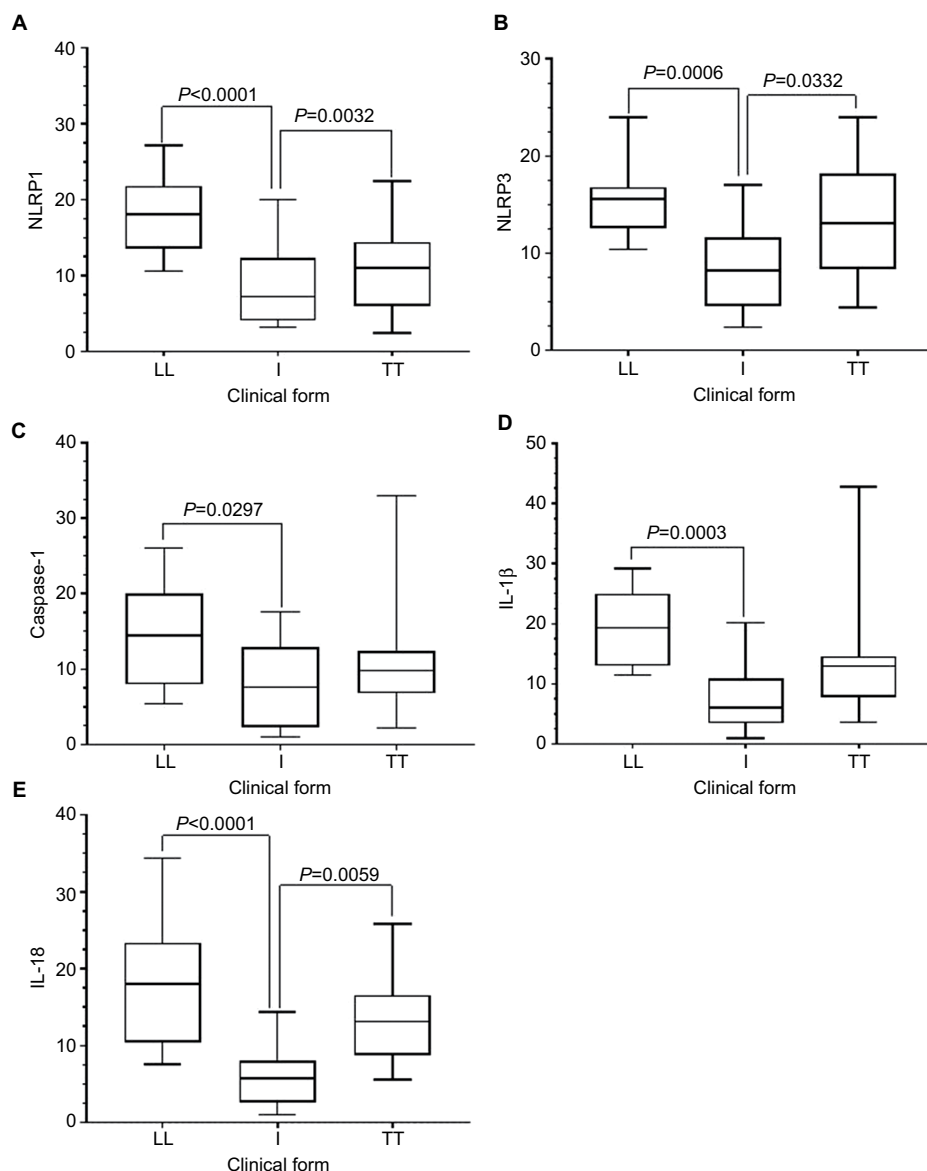 A
40
30
20
10
0
NLRP1
P<0.0001
P=0.0032
LL
I
TT
Clinical form
B
30
20
10
0
NLRP3
P=0.0006
P=0.0332
LL
I
TT
Clinical form
C
40
30
20
10
0
Caspase-1
P=0.0297
LL
I
TT
Clinical form
D
50
40
30
20
10
0
IL-1β
P=0.0003
LL
I
TT
Clinical form
E
40
30
20
10
0
IL-18
P<0.0001
P=0.0059
LL
I
TT
Clinical form